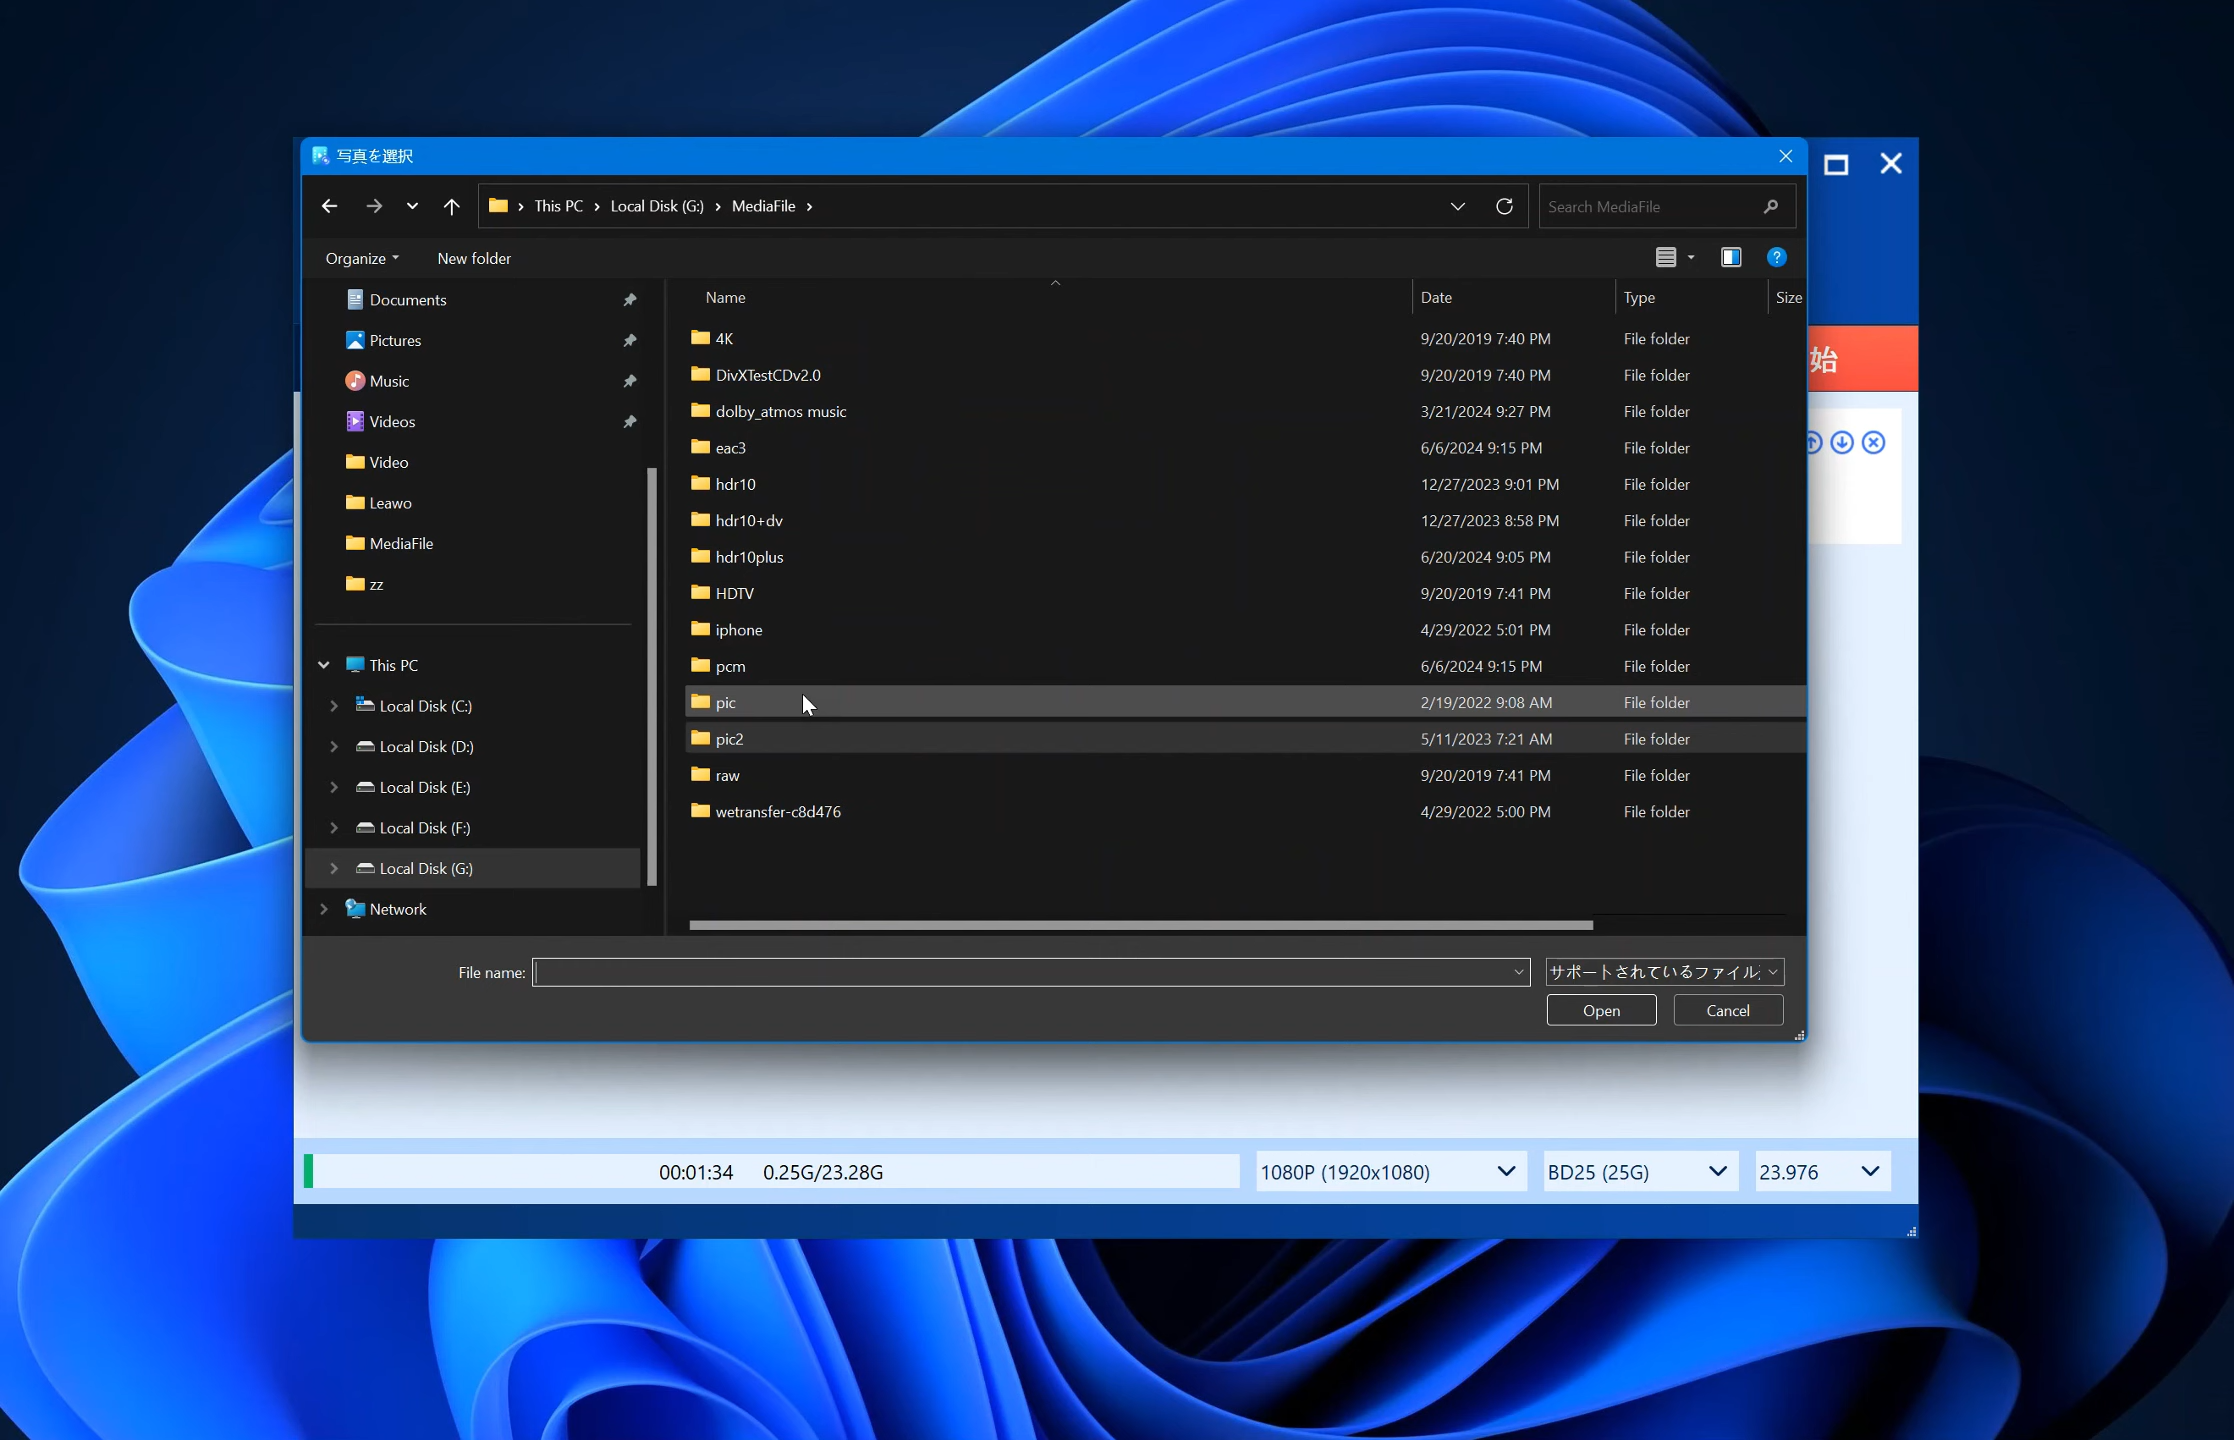 写真を選択
This PC > Local Disk (G:) > MediaFile >
Search MediaFile
Organize
New folder
?
Name
Date
Type
Size
Documents
Pictures
Music
Videos
Video
Leawo
MediaFile
zz
This PC
Local Disk (C:)
Local Disk (D:)
Local Disk (E:)
Local Disk (F:)
Local Disk (G:)
Network
4K 9/20/2019 7:40 PM File folder
DivXTestCDv2.0 9/20/2019 7:40 PM File folder
dolby_atmos music 3/21/2024 9:27 PM File folder
eac3 6/6/2024 9:15 PM File folder
hdr10 12/27/2023 9:01 PM File folder
hdr10+dv 12/27/2023 8:58 PM File folder
hdr10plus 6/20/2024 9:05 PM File folder
HDTV 9/20/2019 7:41 PM File folder
iphone 4/29/2022 5:01 PM File folder
pcm 6/6/2024 9:15 PM File folder
pic 2/19/2022 9:08 AM File folder
pic2 5/11/2023 7:21 AM File folder
raw 9/20/2019 7:41 PM File folder
wetransfer-c8d476 4/29/2022 5:00 PM File folder
File name:
サポートされているファイル
Open
Cancel
始
00:01:34 0.25G/23.28G
1080P (1920x1080)
BD25 (25G)
23.976